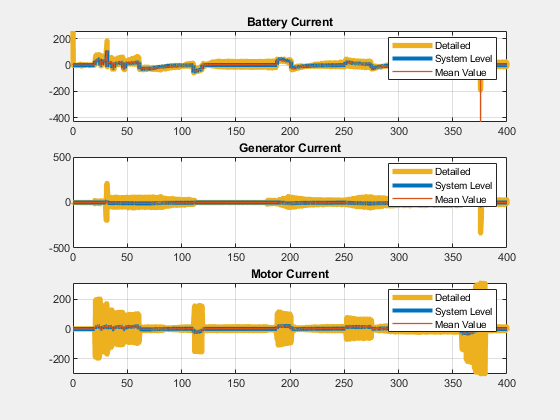 Battery Current
200
0
-200
-400
Detailed
System Level
Mean Value
0 50 100 150 200 250 300 350 400
Generator Current
500
0
-500
Detailed
System Level
Mean Value
0 50 100 150 200 250 300 350 400
Motor Current
200
0
-200
Detailed
System Level
Mean Value
0 50 100 150 200 250 300 350 400